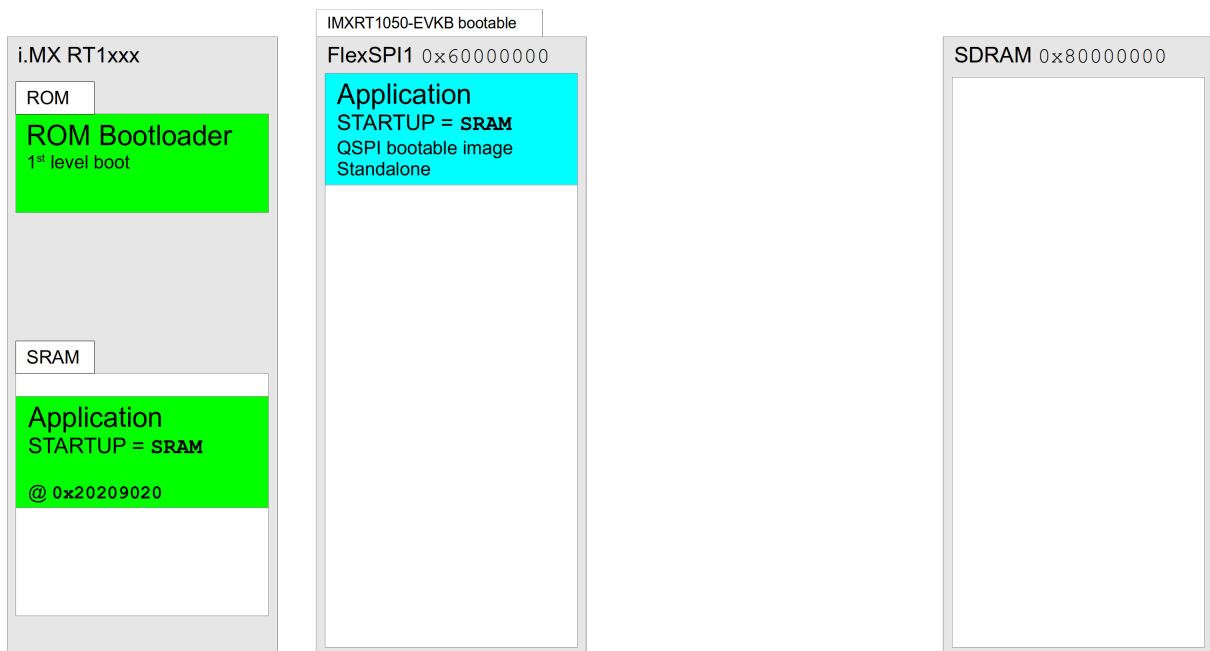 i.MX RT1xxx
ROM
ROM Bootloader
1st level boot
SRAM
Application
STARTUP = SRAM
@ 0x20209020
IMXRT1050-EVKB bootable
FlexSPI1 0x60000000
Application
STARTUP = SRAM
QSPI bootable image
Standalone
SDRAM 0x80000000